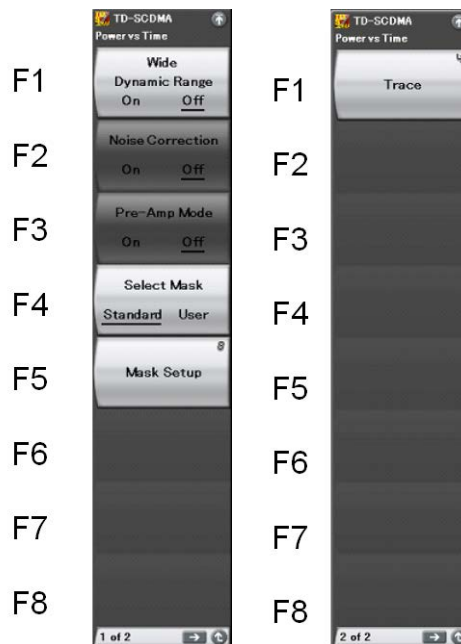 TD-SCDMA
Power vs Time
F1
Wide
Dynamic Range
On Off
F2
Noise Correction
On Off
F3
Pre-Amp Mode
On Off
F4
Select Mask
Standard User
F5
8
Mask Setup
F6
F7
F8
1 of 2
TD-SCDMA
Power vs Time
F1
Trace
F2
F3
F4
F5
F6
F7
F8
2 of 2